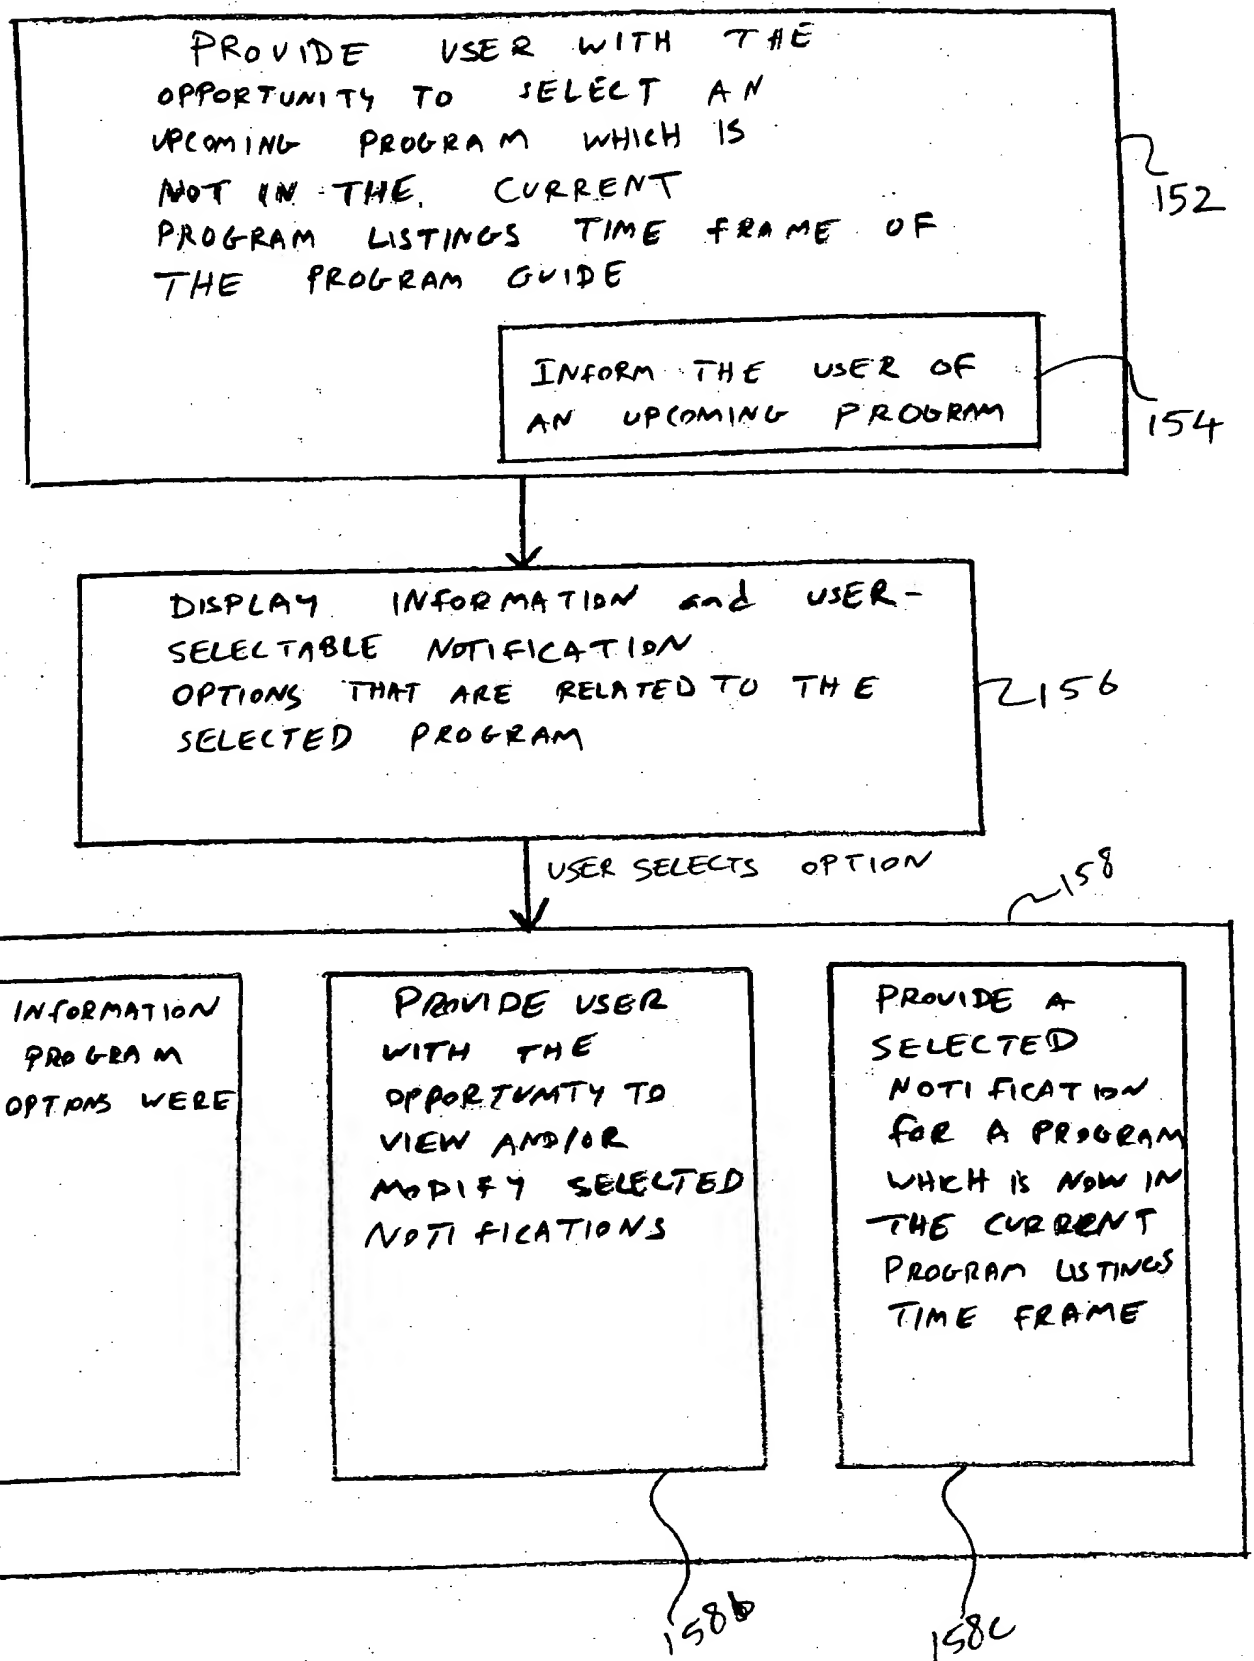 PROVIDE USER WITH THE
OPPORTUNITY TO SELECT AN
UPCOMING PROGRAM WHICH IS
NOT IN THE CURRENT
PROGRAM LISTINGS TIME FRAME OF
THE PROGRAM GUIDE
152
INFORM THE USER OF
AN UPCOMING PROGRAM
154
DISPLAY INFORMATION and USER-
SELECTABLE NOTIFICATION
OPTIONS THAT ARE RELATED TO THE
SELECTED PROGRAM
156
USER SELECTS OPTION
158
INFORMATION
PROGRAM
OPTIONS WERE
PROVIDE USER
WITH THE
OPPORTUNITY TO
VIEW AND/OR
MODIFY SELECTED
NOTIFICATIONS
158b
PROVIDE A
SELECTED
NOTIFICATION
FOR A PROGRAM
WHICH IS NOW IN
THE CURRENT
PROGRAM LISTINGS
TIME FRAME
158c